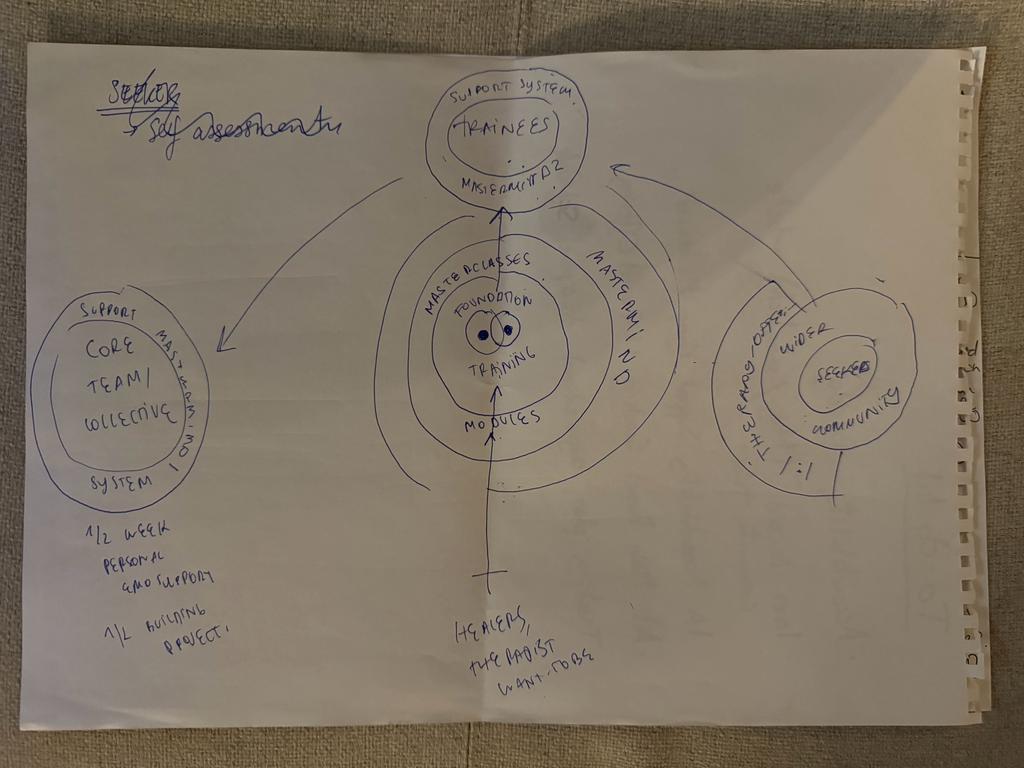 SEEKER
→ Self assessment
SUPPORT SYSTEM
TRAINEES
MASTERMIND 2
MASTERCLASSES
FOUNDATION
TRAINING
MODULES
MASTERMIND
SUPPORT
CORE
TEAM/
COLLECTIVE
SYSTEM
MASTERMIND 1
1/2 WEEK
PERSONAL
EMO SUPPORT
1/2 BUILDING
PROJECT.
HEALERS,
THERAPIST
WANT-TOBE
WIDER
SEEKER
COMMUNITY
1:1 THERAPY-OFFER